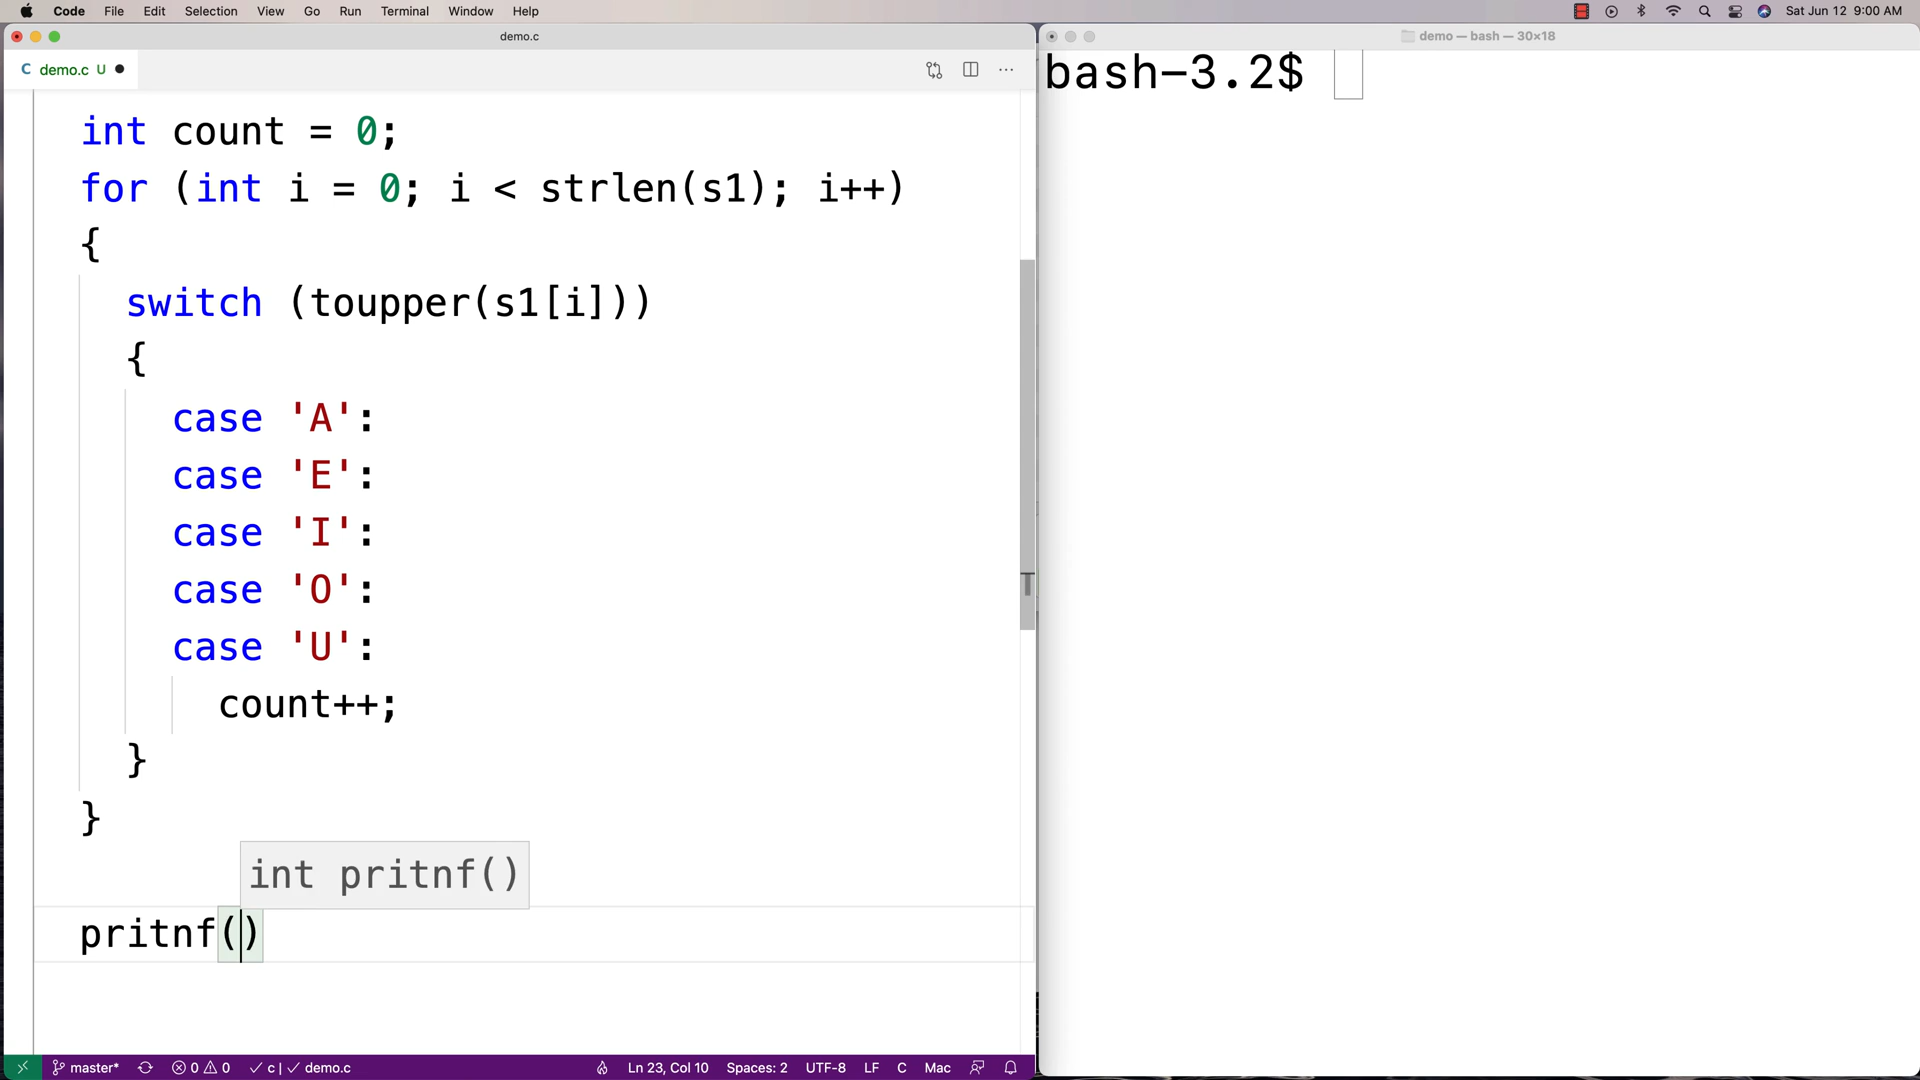 Code File Edit Selection View Go Run Terminal Window Help Sat Jun 12 9:00 AM
demo.c
C demo.c U
int count = 0;
for (int i = 0; i < strlen(s1); i++)
{
switch (toupper(s1[i]))
{
case 'A':
case 'E':
case 'I':
case 'O':
case 'U':
count++;
}
}
int pritnf()
pritnf()
master* 0 0 c | demo.c Ln 23, Col 10 Spaces: 2 UTF-8 LF C Mac
demo — bash — 30×18
bash-3.2$